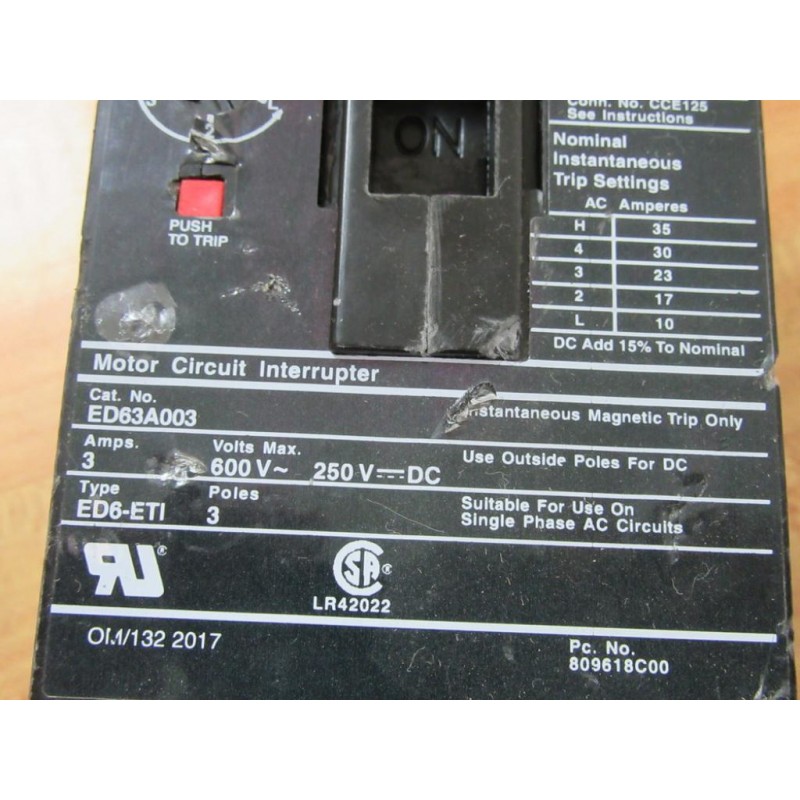 2
PUSH
TO TRIP
ON
Conn. No. CCE125
See Instructions
Nominal
Instantaneous
Trip Settings
AC Amperes
H 35
4 30
3 23
2 17
L 10
DC Add 15% To Nominal
Motor Circuit Interrupter
Cat. No.
ED63A003
Instantaneous Magnetic Trip Only
Amps.
3
Volts Max.
600 V~ 250 V⎓DC
Use Outside Poles For DC
Type
ED6-ETI
Poles
3
Suitable For Use On
Single Phase AC Circuits
RU®
SA®
LR42022
OM/132 2017
Pc. No.
809618C00